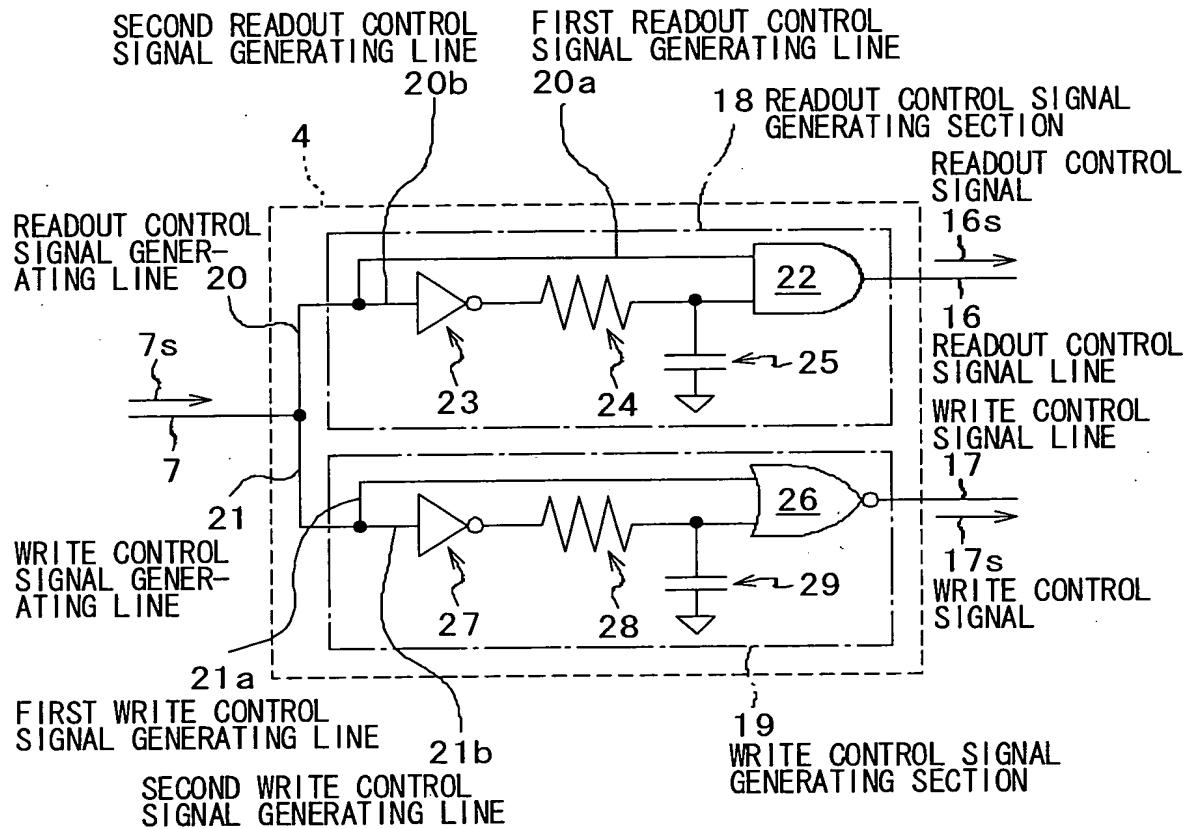 SECOND READOUT CONTROL
SIGNAL GENERATING LINE
20b
FIRST READOUT CONTROL
SIGNAL GENERATING LINE
20a
18 READOUT CONTROL SIGNAL
GENERATING SECTION
4
READOUT CONTROL
SIGNAL
16s
READOUT CONTROL
SIGNAL GENER-
ATING LINE 20
22
16
READOUT CONTROL
SIGNAL LINE
7s
7
23
24
25
WRITE CONTROL
SIGNAL LINE
17
21
26
17s
WRITE CONTROL
SIGNAL
WRITE CONTROL
SIGNAL GENER-
ATING LINE
27
28
29
21a
FIRST WRITE CONTROL
SIGNAL GENERATING LINE
21b
SECOND WRITE CONTROL
SIGNAL GENERATING LINE
19
WRITE CONTROL SIGNAL
GENERATING SECTION